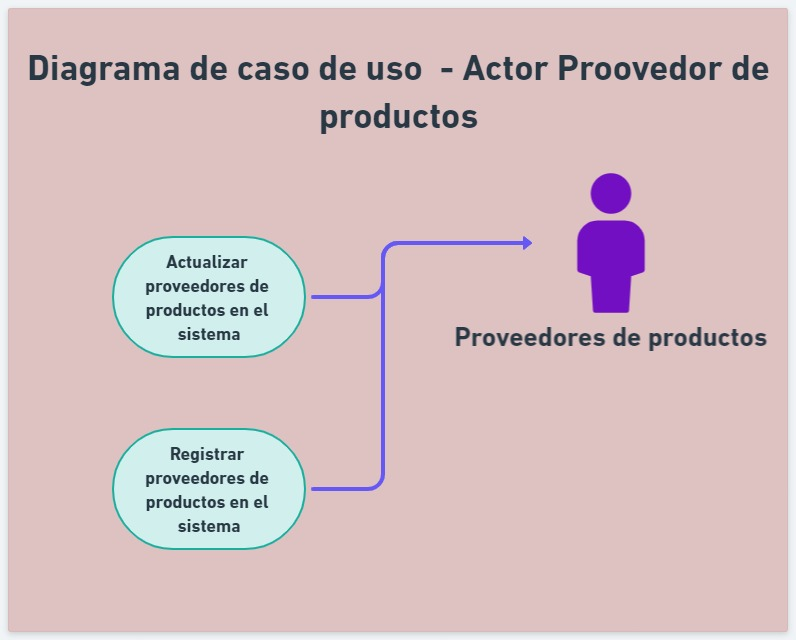 Diagrama de caso de uso - Actor Proovedor de
productos
Actualizar
proveedores de
productos en el
sistema
Proveedores de productos
Registrar
proveedores de
productos en el
sistema